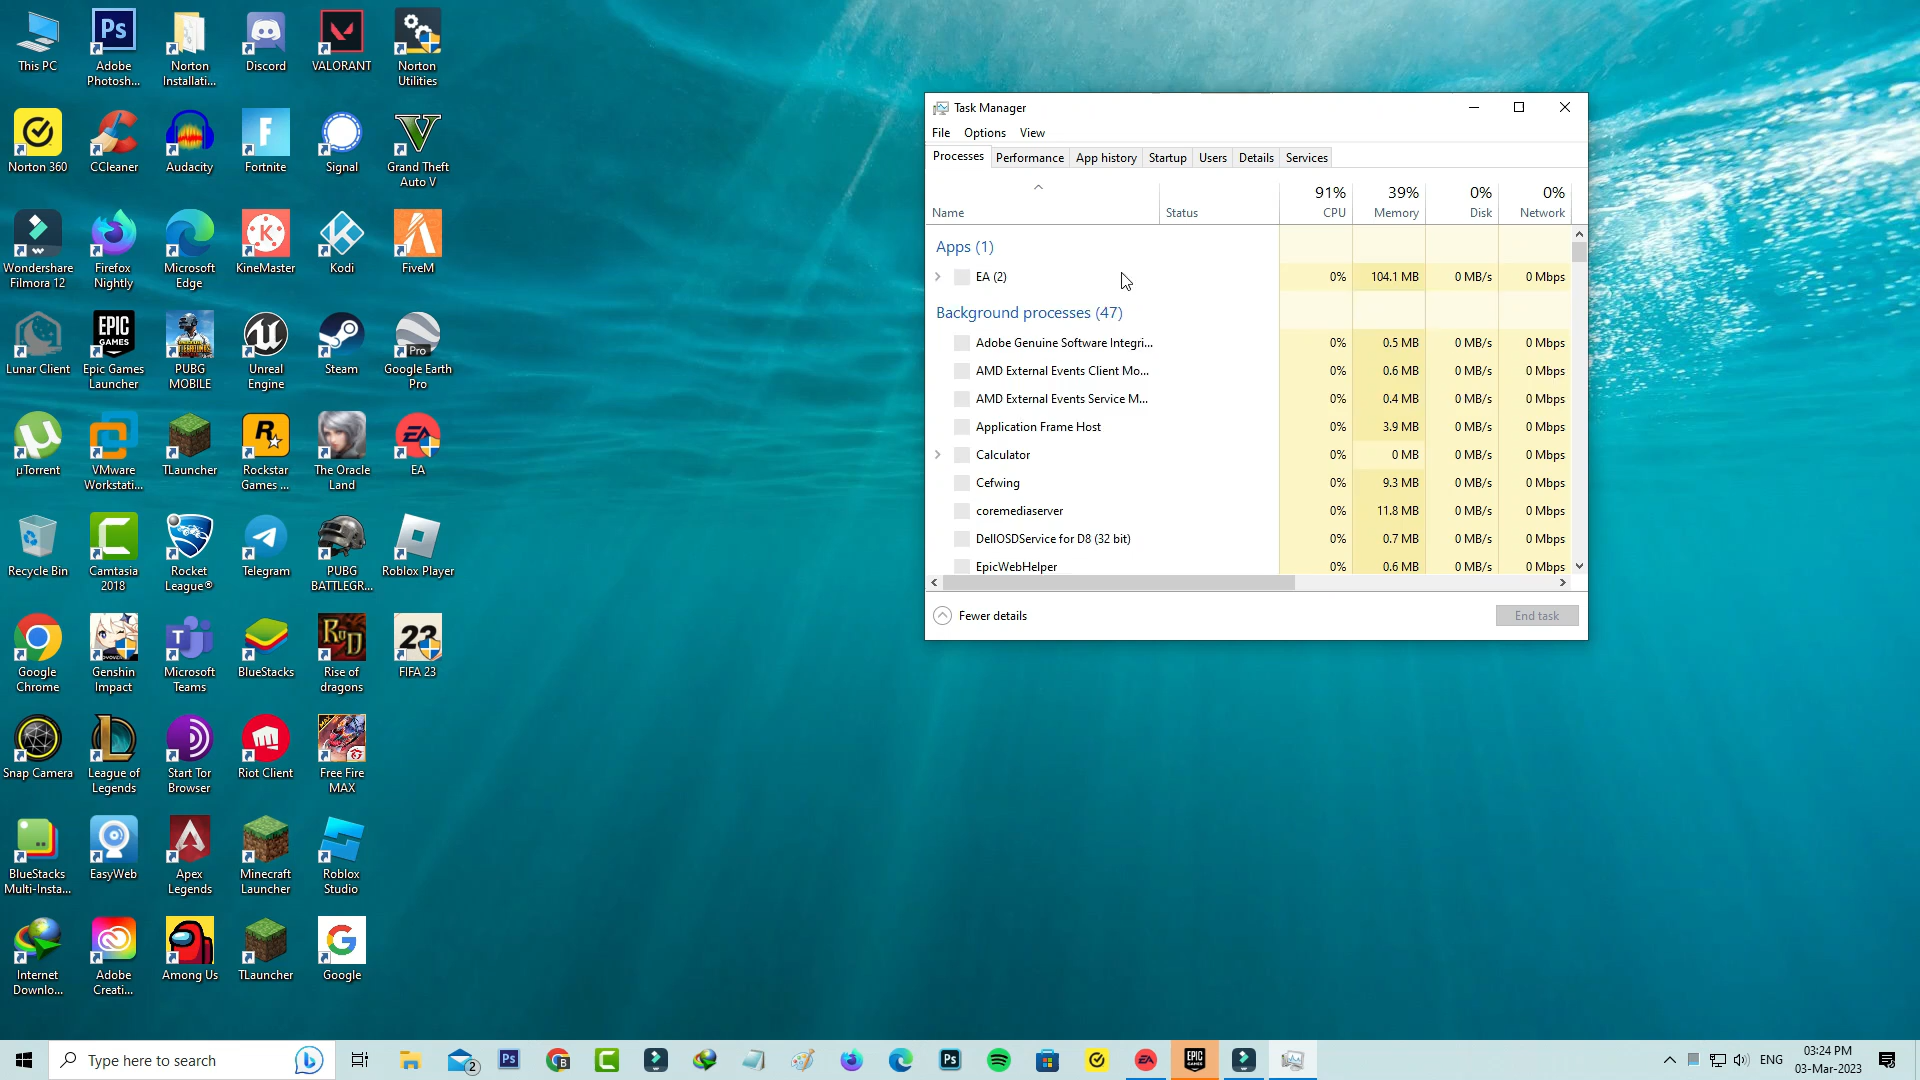 This PC
Adobe
Photosh...
Norton
Installati...
Discord
VALORANT
Norton
Utilities
Norton 360
CCleaner
Audacity
Fortnite
Signal
Grand Theft
Auto V
Wondershare
Filmora 12
Firefox
Nightly
Microsoft
Edge
KineMaster
Kodi
FiveM
Lunar Client
EPIC
GAMES
Epic Games
Launcher
PUBG
MOBILE
Unreal
Engine
Steam
Pro
Google Earth
Pro
µTorrent
VMware
Workstati...
TLauncher
Rockstar
Games ...
The Oracle
Land
EA
EA
Recycle Bin
Camtasia
2018
Rocket
League®
Telegram
PUBG
BATTLEGR...
Roblox Player
Google
Chrome
Genshin
Impact
Microsoft
Teams
BlueStacks
Rise of
dragons
23
FIFA 23
Snap Camera
League of
Legends
Start Tor
Browser
Riot Client
Free Fire
MAX
BlueStacks
Multi-Insta...
EasyWeb
Apex
Legends
Minecraft
Launcher
Roblox
Studio
Internet
Downlo...
Adobe
Creati...
Among Us
TLauncher
Google
Task Manager
File Options View
Processes Performance App history Startup Users Details Services
91% 39% 0% 0%
Name Status CPU Memory Disk Network
Apps (1)
EA (2) 0% 104.1 MB 0 MB/s 0 Mbps
Background processes (47)
Adobe Genuine Software Integri... 0% 0.5 MB 0 MB/s 0 Mbps
AMD External Events Client Mo... 0% 0.6 MB 0 MB/s 0 Mbps
AMD External Events Service M... 0% 0.4 MB 0 MB/s 0 Mbps
Application Frame Host 0% 3.9 MB 0 MB/s 0 Mbps
Calculator 0% 0 MB 0 MB/s 0 Mbps
Cefwing 0% 9.3 MB 0 MB/s 0 Mbps
coremediaserver 0% 11.8 MB 0 MB/s 0 Mbps
DellOSDService for D8 (32 bit) 0% 0.7 MB 0 MB/s 0 Mbps
EpicWebHelper 0% 0.6 MB 0 MB/s 0 Mbps
Fewer details End task
Type here to search
2
ENG
03:24 PM
03-Mar-2023